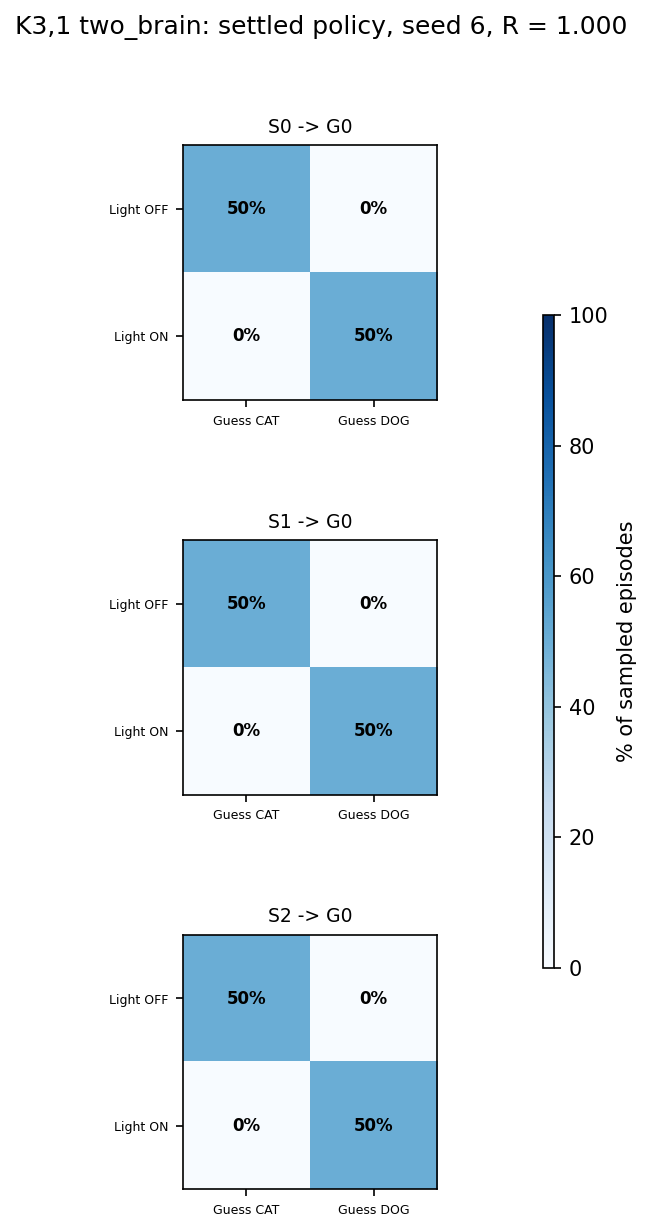 K3,1 two_brain: settled policy, seed 6, R = 1.000
S0 -> G0
Light OFF
50%
0%
Light ON
0%
50%
Guess CAT
Guess DOG
S1 -> G0
Light OFF
50%
0%
Light ON
0%
50%
Guess CAT
Guess DOG
S2 -> G0
Light OFF
50%
0%
Light ON
0%
50%
Guess CAT
Guess DOG
100
80
60
40
20
0
% of sampled episodes